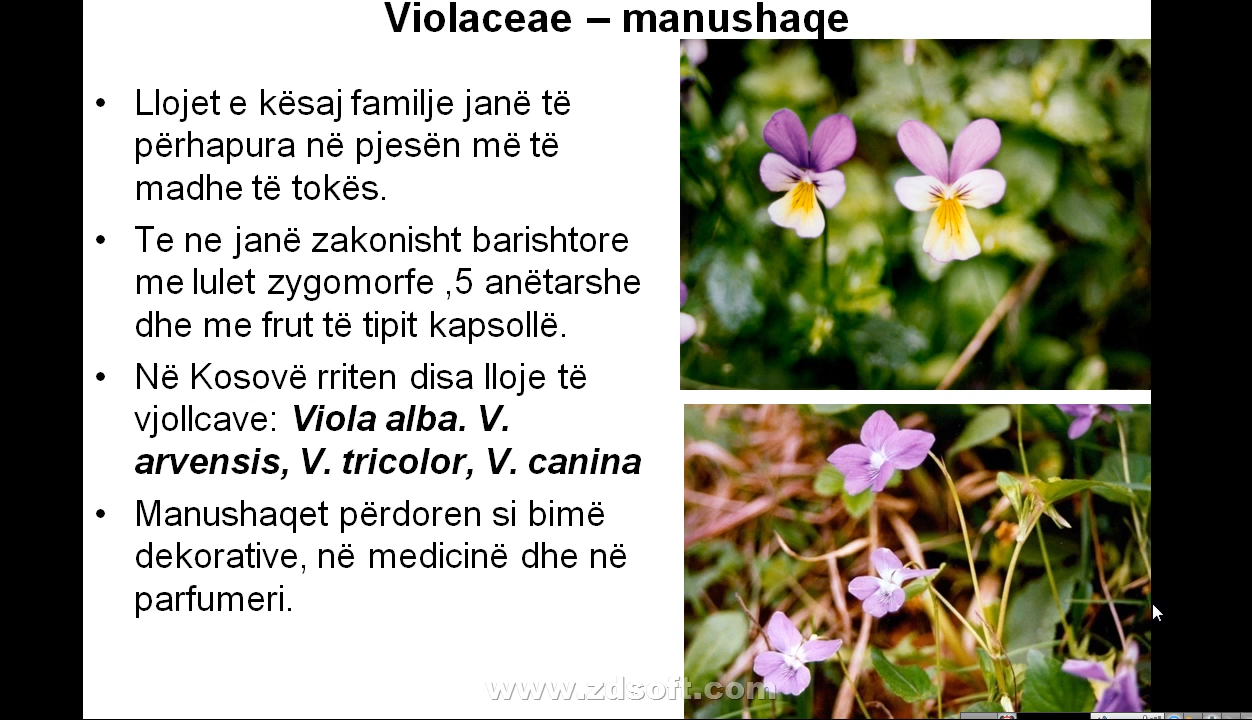 Violaceae – manushaqe
• Llojet e kësaj familje janë të
përhapura në pjesën më të
madhe të tokës.
• Te ne janë zakonisht barishtore
me lulet zygomorfe ,5 anëtarshe
dhe me frut të tipit kapsollë.
• Në Kosovë rriten disa lloje të
vjollcave: Viola alba. V.
arvensis, V. tricolor, V. canina
• Manushaqet përdoren si bimë
dekorative, në medicinë dhe në
parfumeri.
www.zdsoft.com